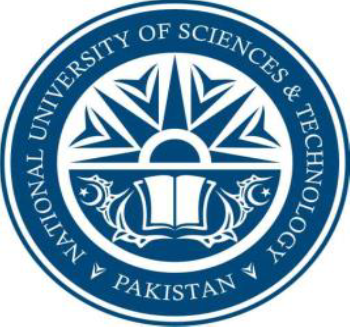 NATIONAL UNIVERSITY OF SCIENCES & TECHNOLOGY
PAKISTAN